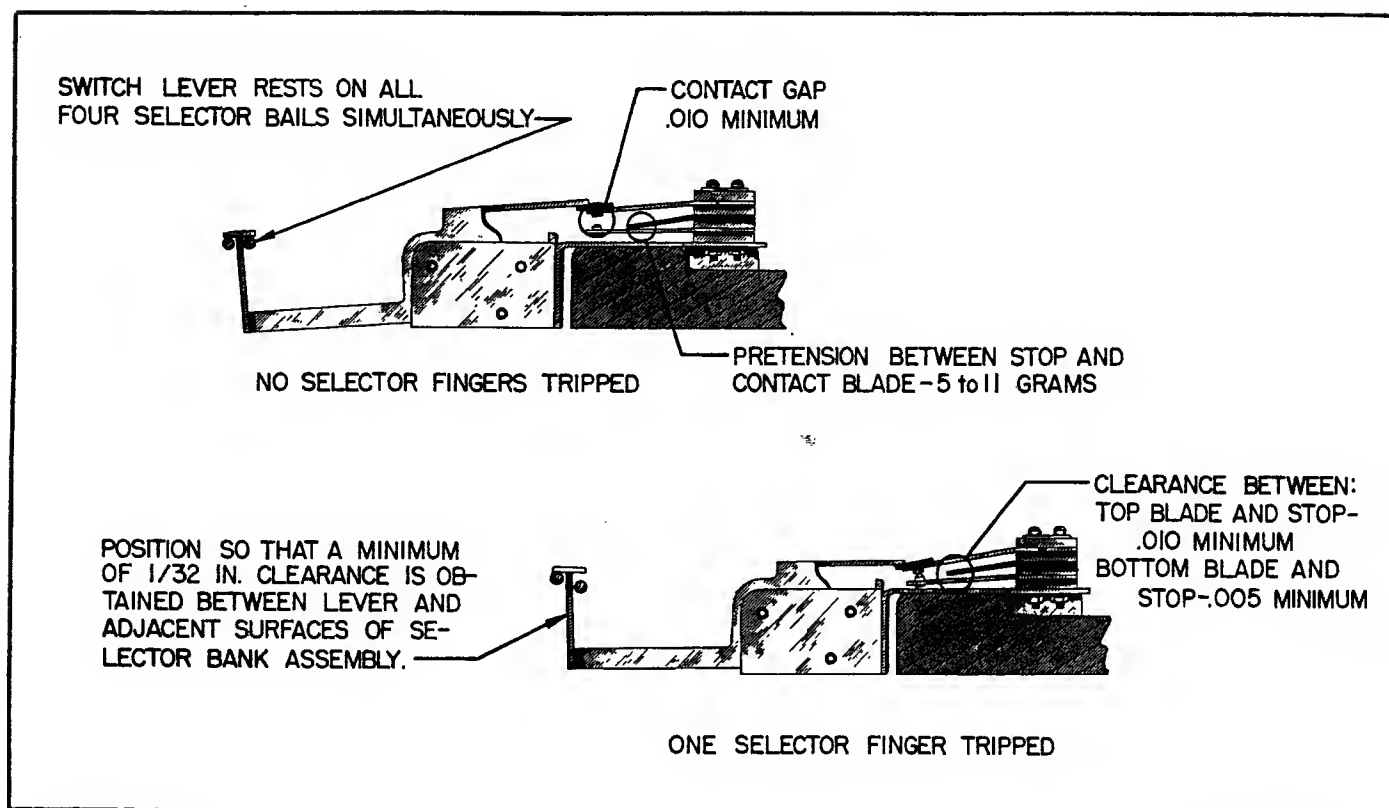 SWITCH LEVER RESTS ON ALL
FOUR SELECTOR BAILS SIMULTANEOUSLY
CONTACT GAP
.010 MINIMUM
PRETENSION BETWEEN STOP AND
CONTACT BLADE-5 to 11 GRAMS
NO SELECTOR FINGERS TRIPPED
CLEARANCE BETWEEN:
TOP BLADE AND STOP-
.010 MINIMUM
BOTTOM BLADE AND
STOP-.005 MINIMUM
POSITION SO THAT A MINIMUM
OF 1/32 IN. CLEARANCE IS OB-
TAINED BETWEEN LEVER AND
ADJACENT SURFACES OF SE-
LECTOR BANK ASSEMBLY.
ONE SELECTOR FINGER TRIPPED